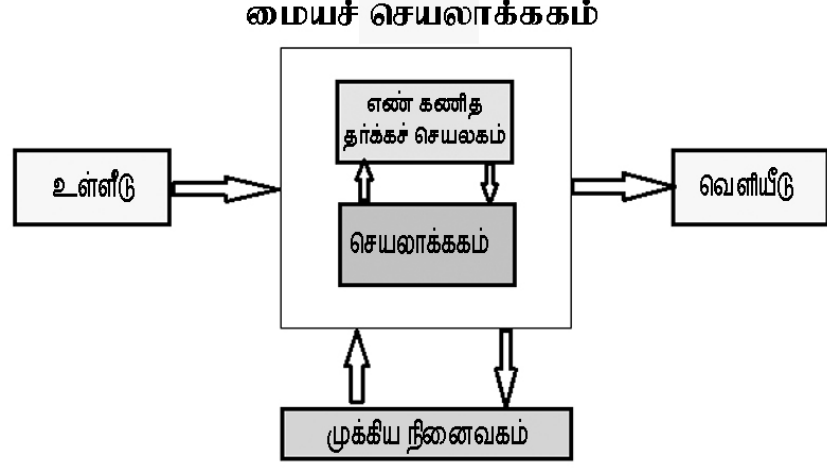 மையச் செயலாக்ககம்
எண் கணித
தர்க்கச் செயலகம்
உள்ளீடு
வெளியீடு
செயலாக்ககம்
முக்கிய நினைவகம்